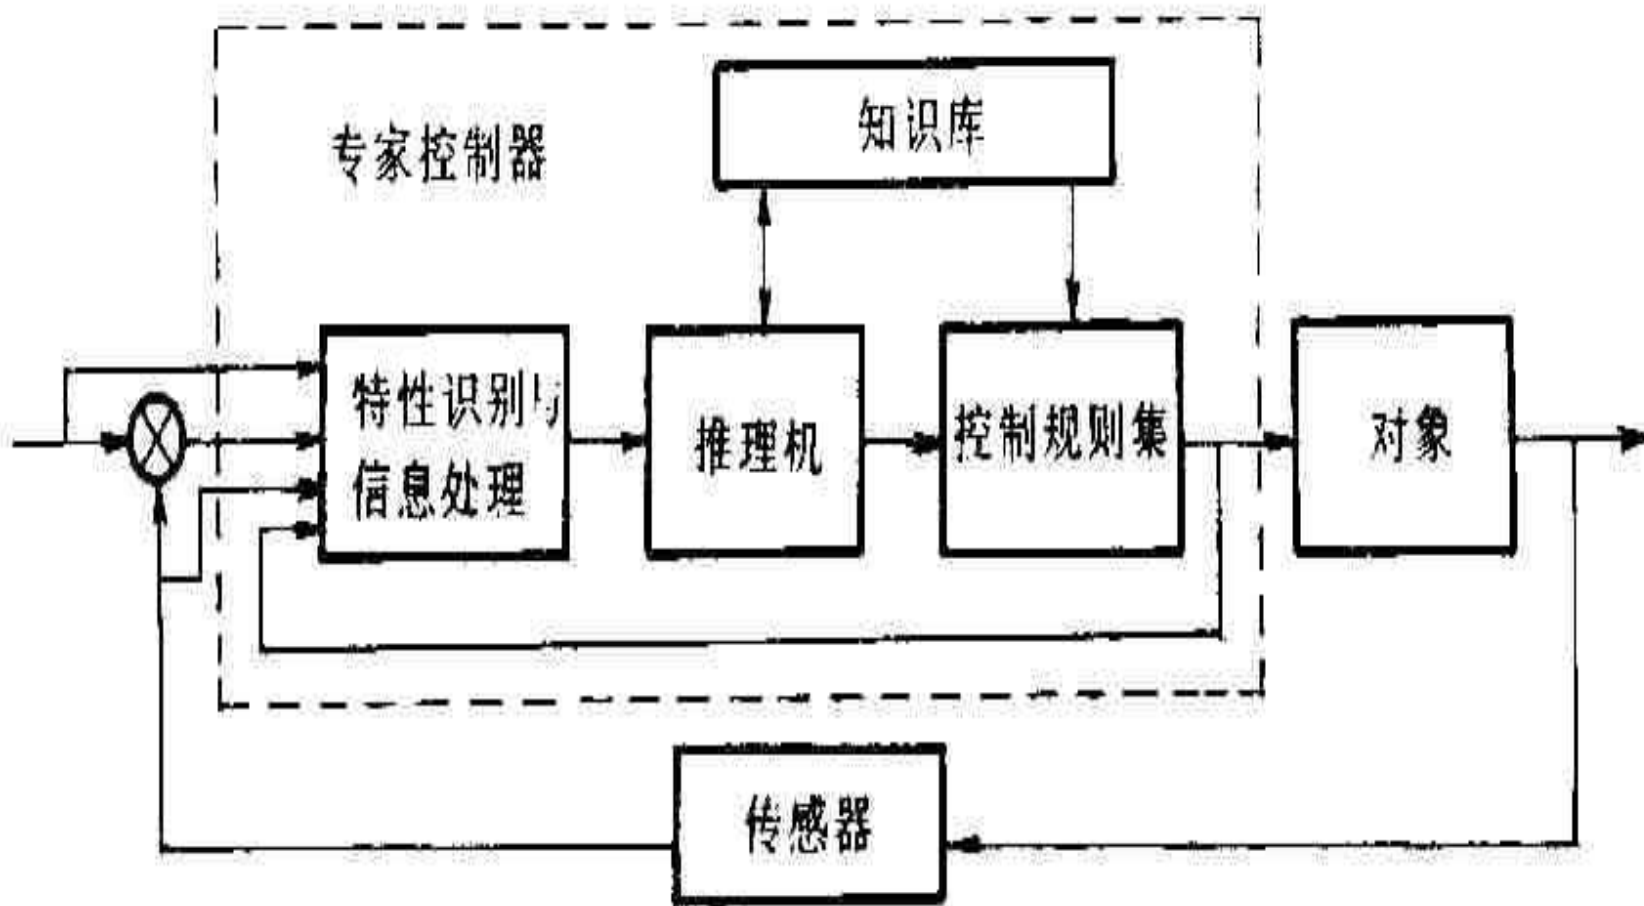 知识库
专家控制器
特性识别与
信息处理
推理机
控制规则集
对象
传感器